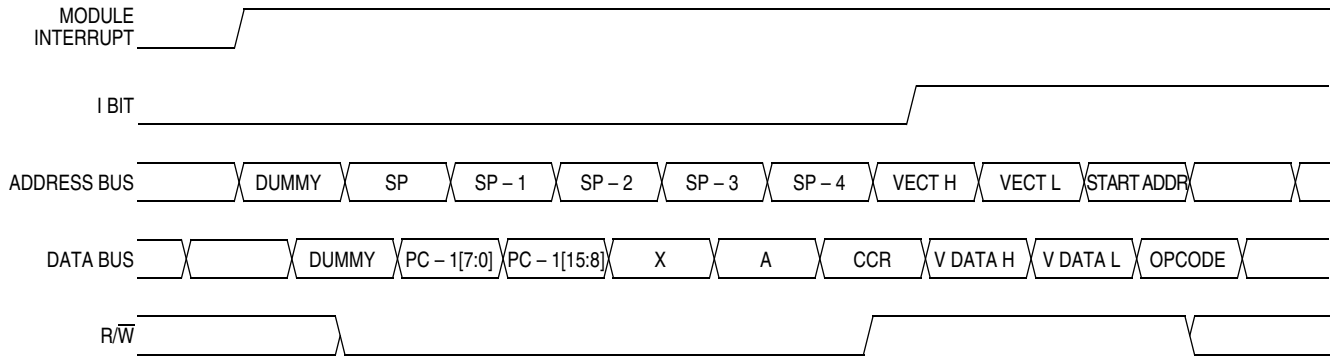 MODULE
INTERRUPT
I BIT
ADDRESS BUS DUMMY SP SP – 1 SP – 2 SP – 3 SP – 4 VECT H VECT L START ADDR
DATA BUS DUMMY PC – 1[7:0] PC – 1[15:8] X A CCR V DATA H V DATA L OPCODE
R/W̅